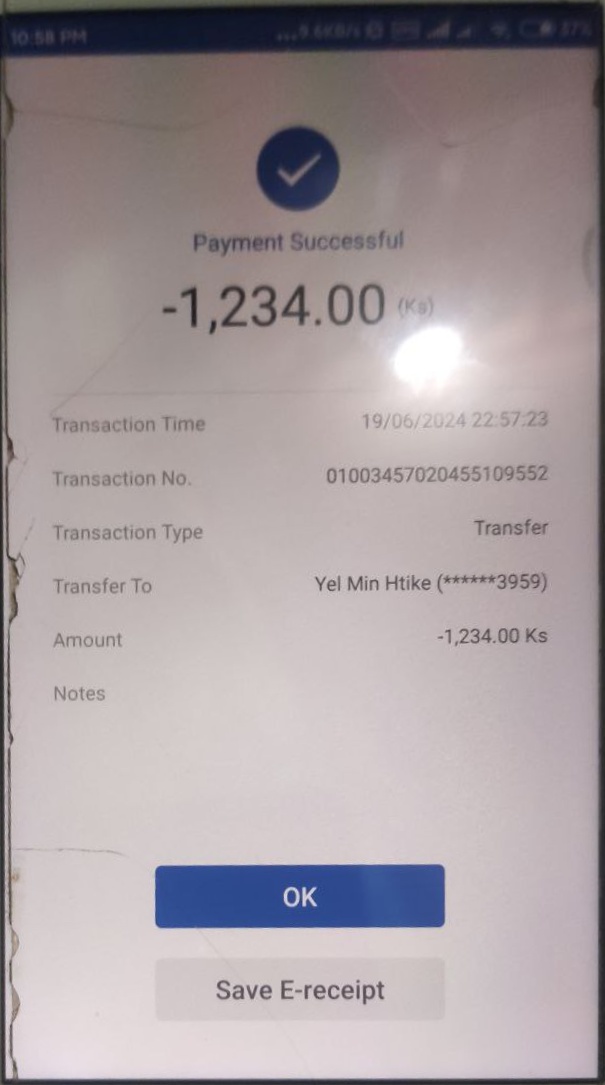 10:58 PM ...9.6KB/s 37%
Payment Successful
-1,234.00 (Ks)
Transaction Time 19/06/2024 22:57:23
Transaction No. 01003457020455109552
Transaction Type Transfer
Transfer To Yel Min Htike (******3959)
Amount -1,234.00 Ks
Notes
OK
Save E-receipt